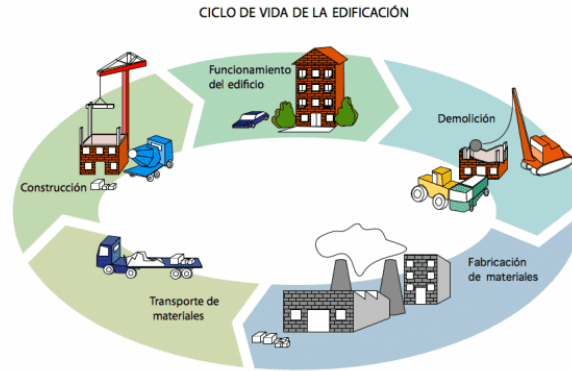 CICLO DE VIDA DE LA EDIFICACIÓN
Funcionamiento
del edificio
Demolición
Construcción
Fabricación
de materiales
Transporte de
materiales